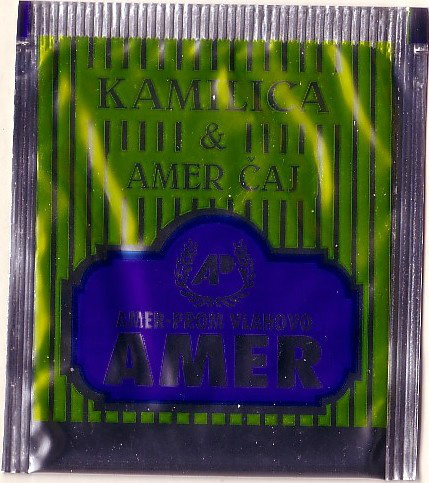 KAMILICA
&
AMER ČAJ
AP
AMER-PROM VLAHOVO
AMER